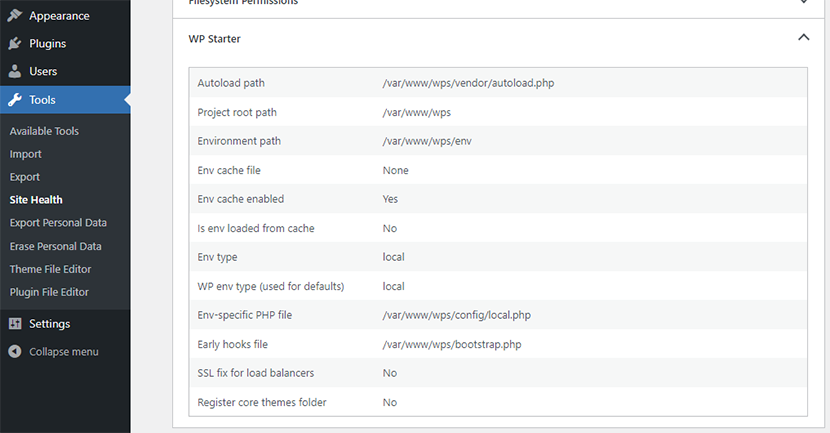 Appearance
Plugins
Users
Tools
Available Tools
Import
Export
Site Health
Export Personal Data
Erase Personal Data
Theme File Editor
Plugin File Editor
Settings
Collapse menu
Filesystem Permissions
WP Starter
Autoload path /var/www/wps/vendor/autoload.php
Project root path /var/www/wps
Environment path /var/www/wps/env
Env cache file None
Env cache enabled Yes
Is env loaded from cache No
Env type local
WP env type (used for defaults) local
Env-specific PHP file /var/www/wps/config/local.php
Early hooks file /var/www/wps/bootstrap.php
SSL fix for load balancers No
Register core themes folder No